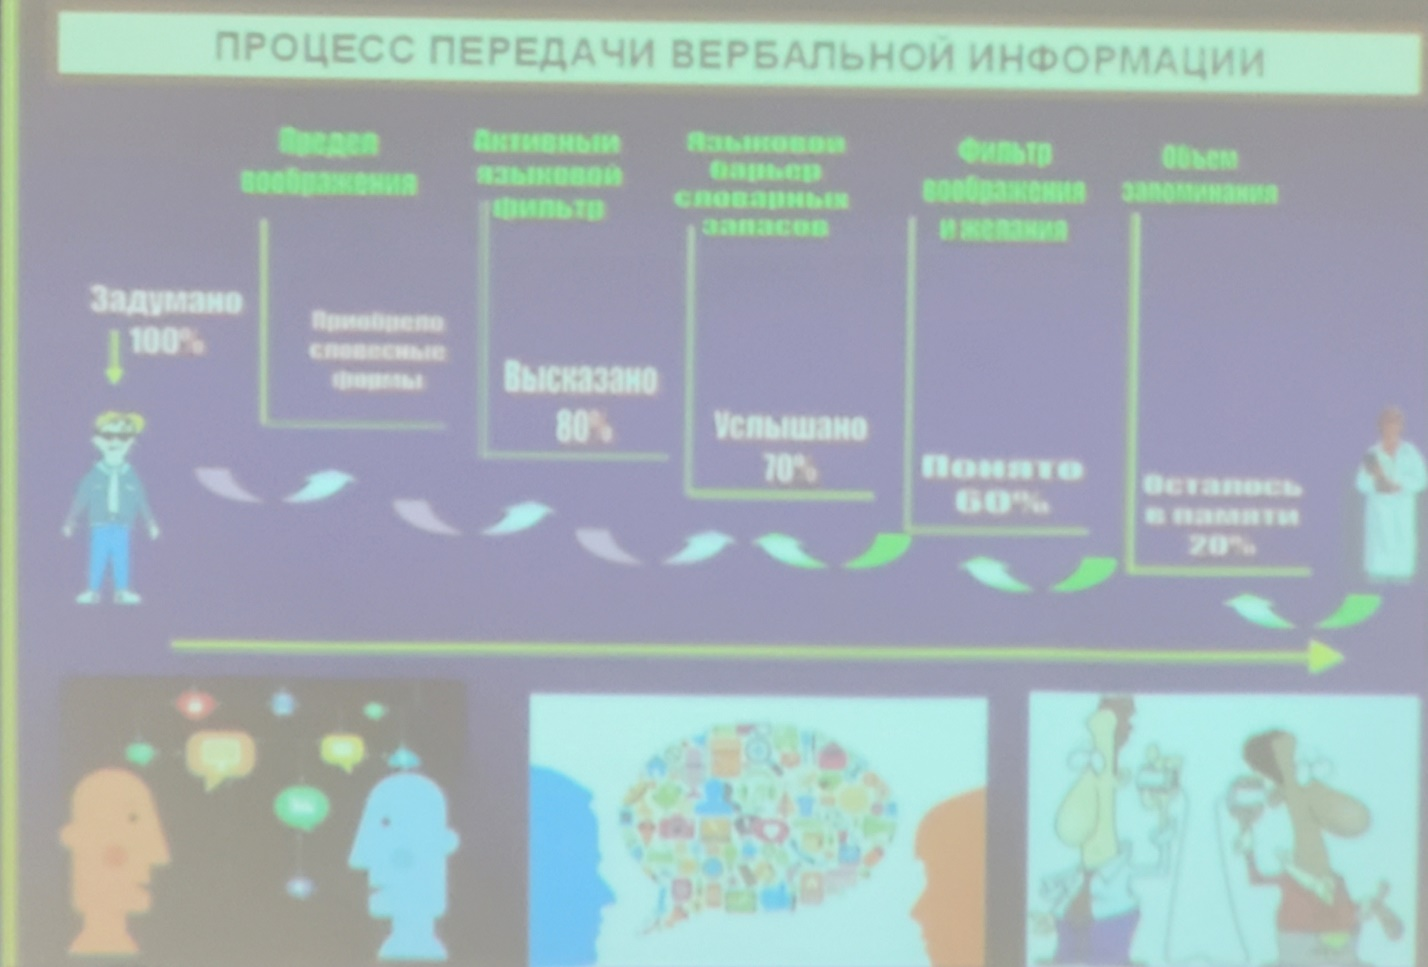 ПРОЦЕСС ПЕРЕДАЧИ ВЕРБАЛЬНОЙ ИНФОРМАЦИИ
Предел
воображения
Активный
языковой
фильтр
Языковой
барьер
словарных
запасов
Фильтр
воображения
и желания
Объем
запоминания
Задумано
100%
Приобрело
словесные
формы
Высказано
80%
Услышано
70%
Понято
60%
Осталось
в памяти
20%